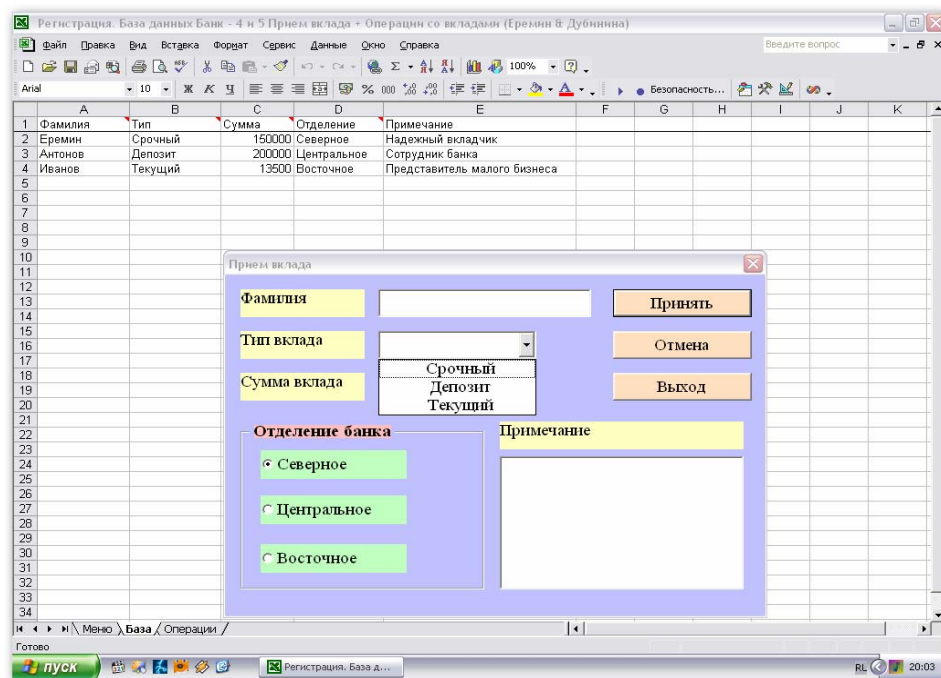 Регистрация. База данных Банк - 4 и 5 Прием вклада + Операции со вкладами (Еремин & Дубинина)
Файл Правка Вид Вставка Формат Сервис Данные Окно Справка Введите вопрос
100%
Arial 10 Ж К Ч % 000 Безопасность...
A B C D E F G H I J K
1 Фамилия Тип Сумма Отделение Примечание
2 Еремин Срочный 150000 Северное Надежный вкладчик
3 Антонов Депозит 200000 Центральное Сотрудник банка
4 Иванов Текущий 13500 Восточное Представитель малого бизнеса
5
6
7
8
9
10
11
12
13
14
15
16
17
18
19
20
21
22
23
24
25
26
27
28
29
30
31
32
33
34
Прием вклада
Фамилия Принять
Тип вклада Отмена
Срочный
Сумма вклада Депозит Выход
Текущий
Отделение банка Примечание
Северное
Центральное
Восточное
Меню База Операции
Готово
пуск Регистрация. База д... RL 20:03